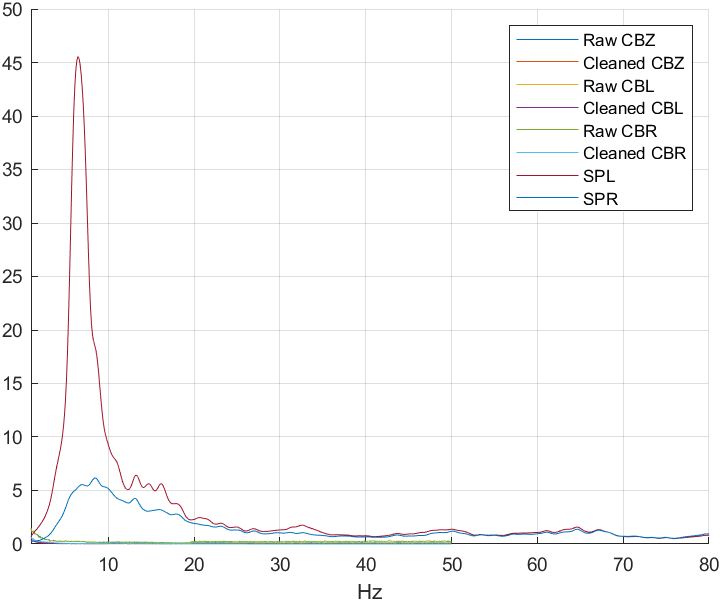 50
45
40
35
30
25
20
15
10
5
0
Raw CBZ
Cleaned CBZ
Raw CBL
Cleaned CBL
Raw CBR
Cleaned CBR
SPL
SPR
10 20 30 40 50 60 70 80
Hz